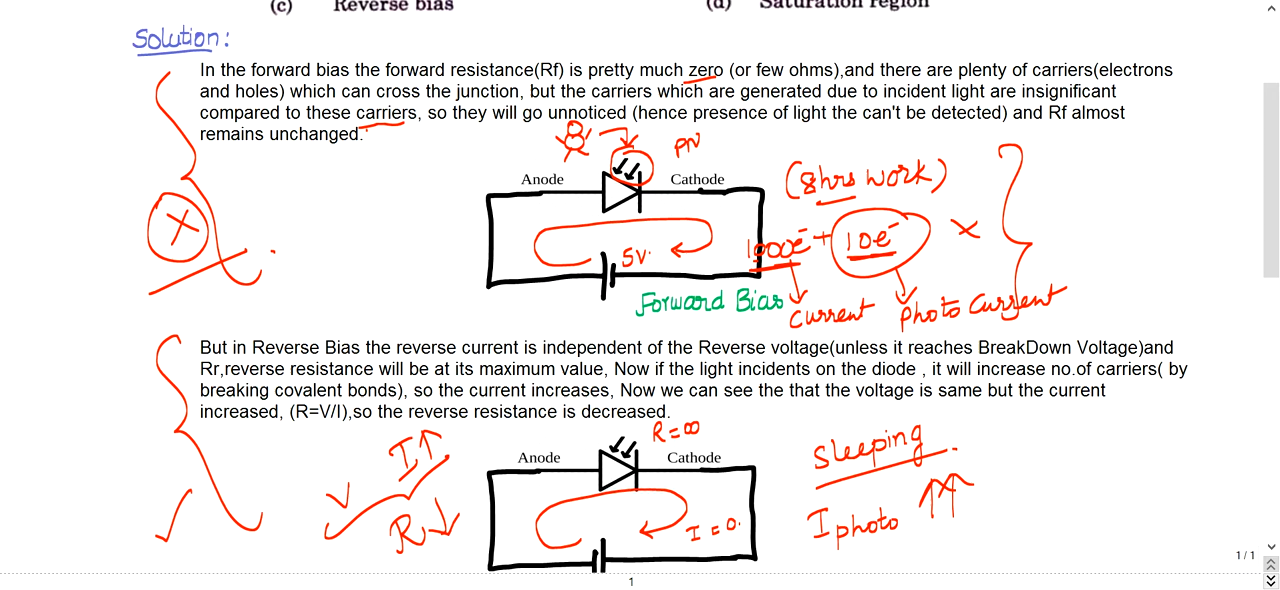 (c) Reverse bias (d) Saturation region
Solution:
In the forward bias the forward resistance(Rf) is pretty much zero (or few ohms),and there are plenty of carriers(electrons
and holes) which can cross the junction, but the carriers which are generated due to incident light are insignificant
compared to these carriers, so they will go unnoticed (hence presence of light the can't be detected) and Rf almost
remains unchanged.
PN
Anode Cathode
(8hrs work)
1000e⁻ + 10e⁻ X
X
5V.
Forward Bias
Current Photo Current
But in Reverse Bias the reverse current is independent of the Reverse voltage(unless it reaches BreakDown Voltage)and
Rr,reverse resistance will be at its maximum value, Now if the light incidents on the diode , it will increase no.of carriers( by
breaking covalent bonds), so the current increases, Now we can see the that the voltage is same but the current
increased, (R=V/I),so the reverse resistance is decreased.
R=∞
I↑
Anode Cathode
Sleeping
R↓
I = 0.
I photo ↑↑
1 / 1
1